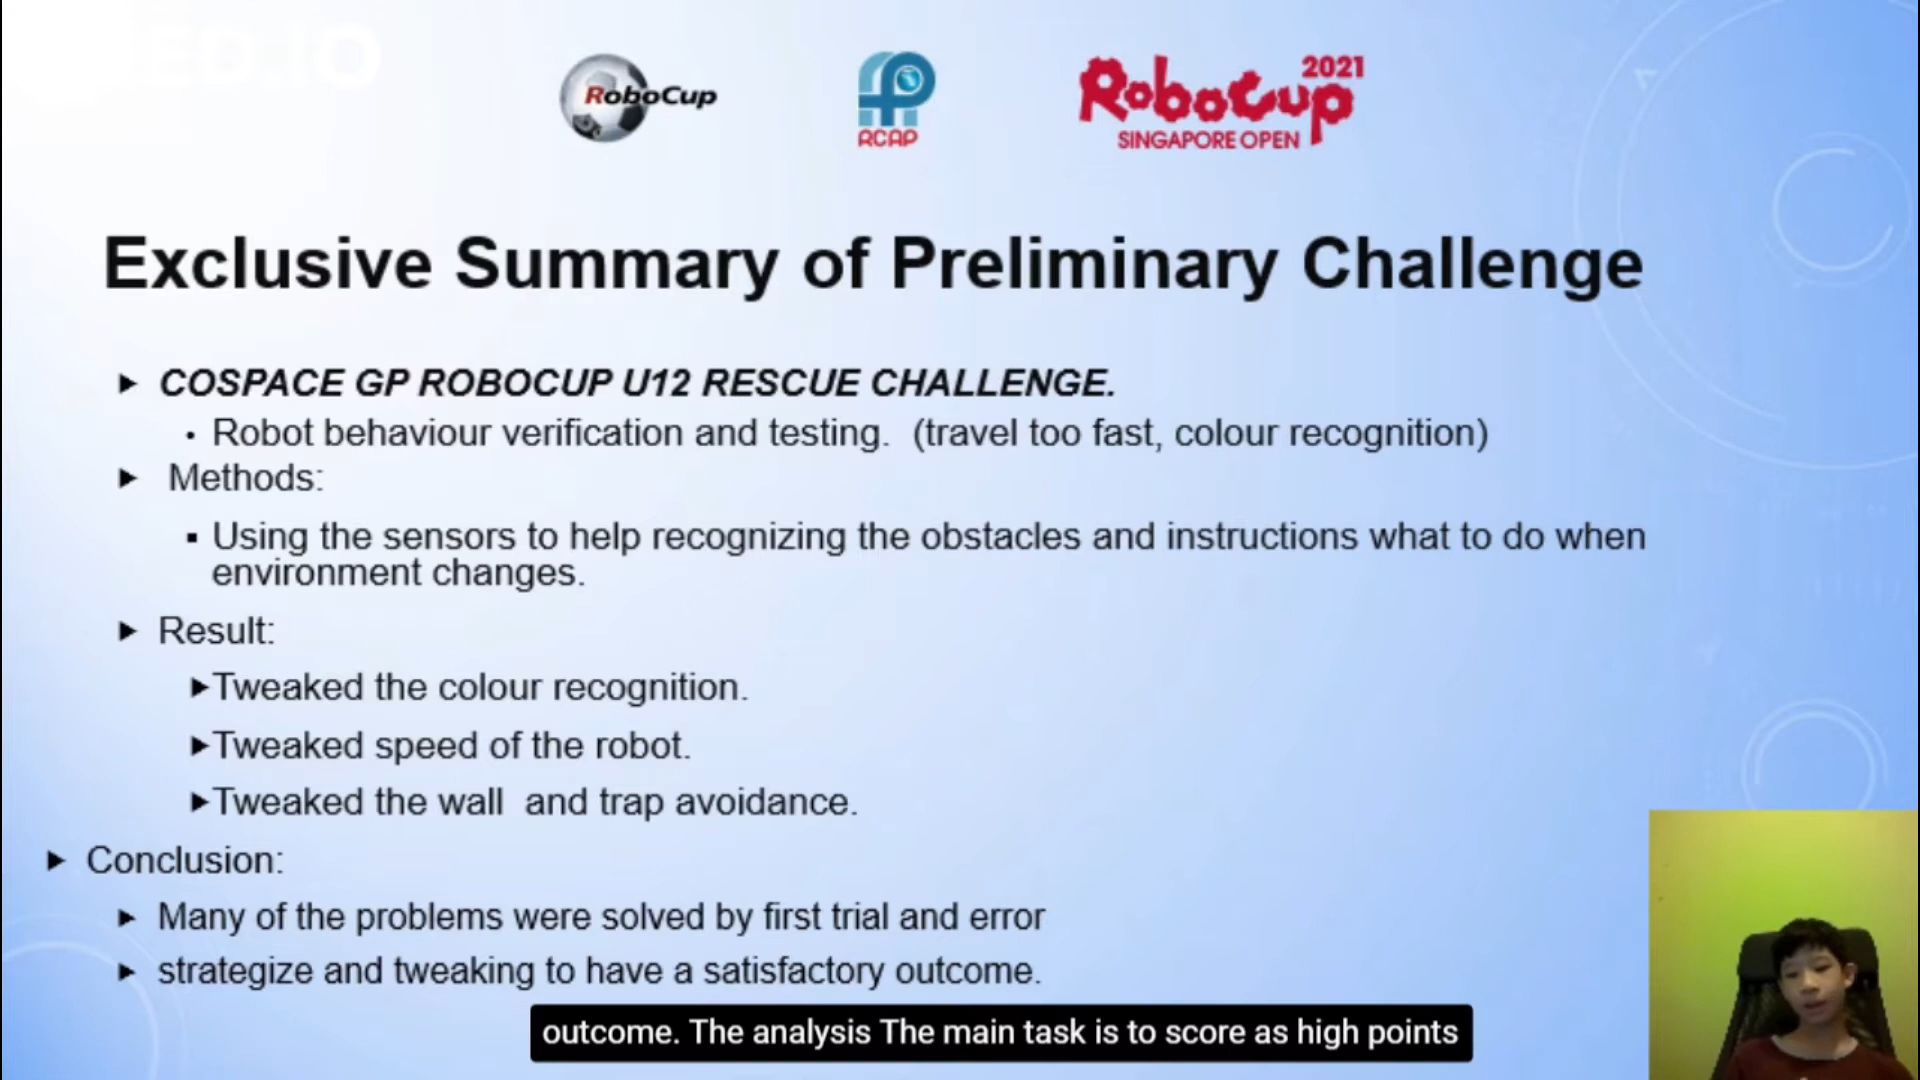 ED.IO
RoboCup
RCAP
RoboCup 2021
SINGAPORE OPEN
Exclusive Summary of Preliminary Challenge
COSPACE GP ROBOCUP U12 RESCUE CHALLENGE.
Robot behaviour verification and testing. (travel too fast, colour recognition)
Methods:
Using the sensors to help recognizing the obstacles and instructions what to do when
environment changes.
Result:
Tweaked the colour recognition.
Tweaked speed of the robot.
Tweaked the wall and trap avoidance.
Conclusion:
Many of the problems were solved by first trial and error
strategize and tweaking to have a satisfactory outcome.
outcome. The analysis The main task is to score as high points